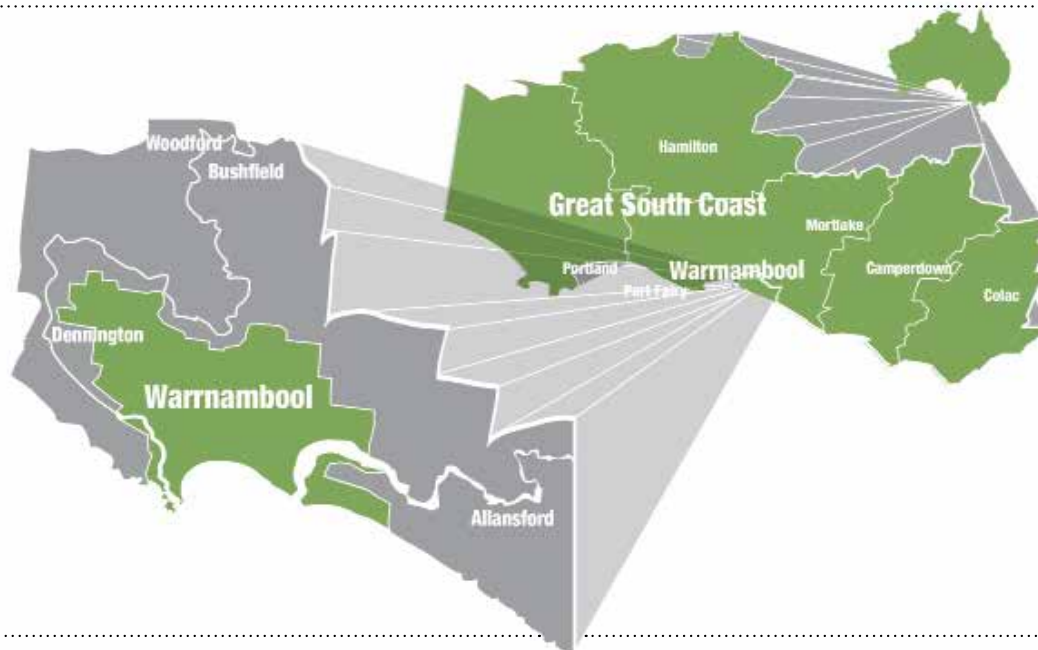 Woodford
Bushfield
Dennington
Warrnambool
Allansford
Hamilton
Great South Coast
Mortlake
Portland
Warrnambool
Camperdown
Port Fairy
Colac